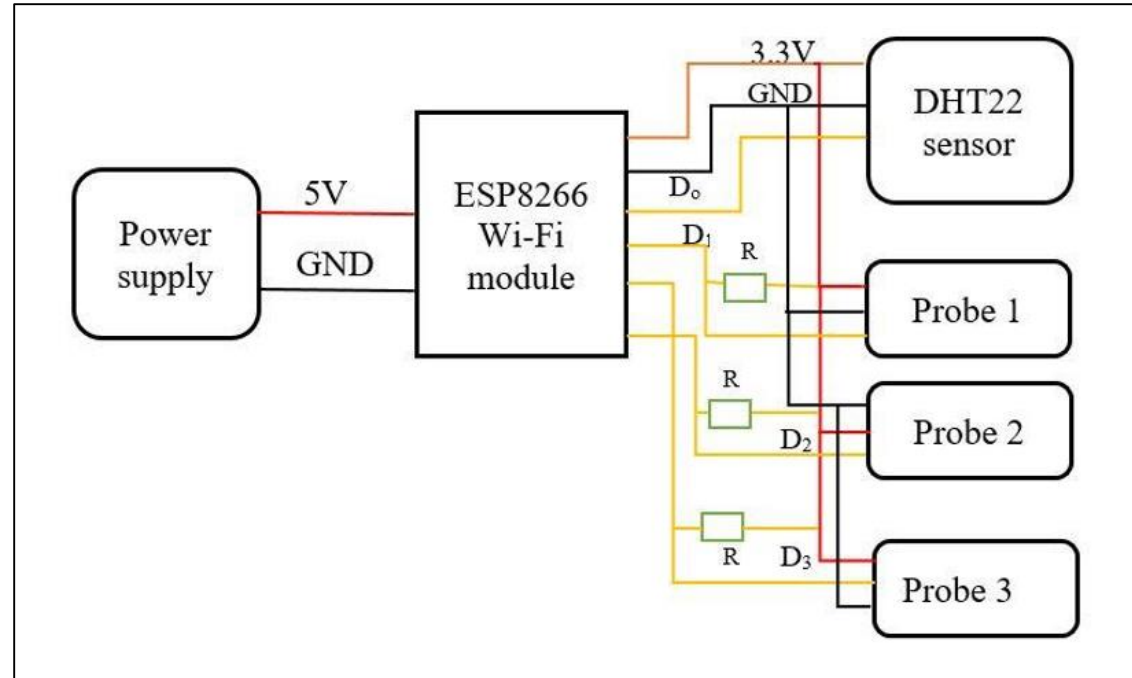 3.3V
GND
DHT22
sensor
Power
supply
5V
GND
ESP8266
Wi-Fi
module
Dₒ
D₁
R
Probe 1
R
D₂
Probe 2
R
D₃
Probe 3